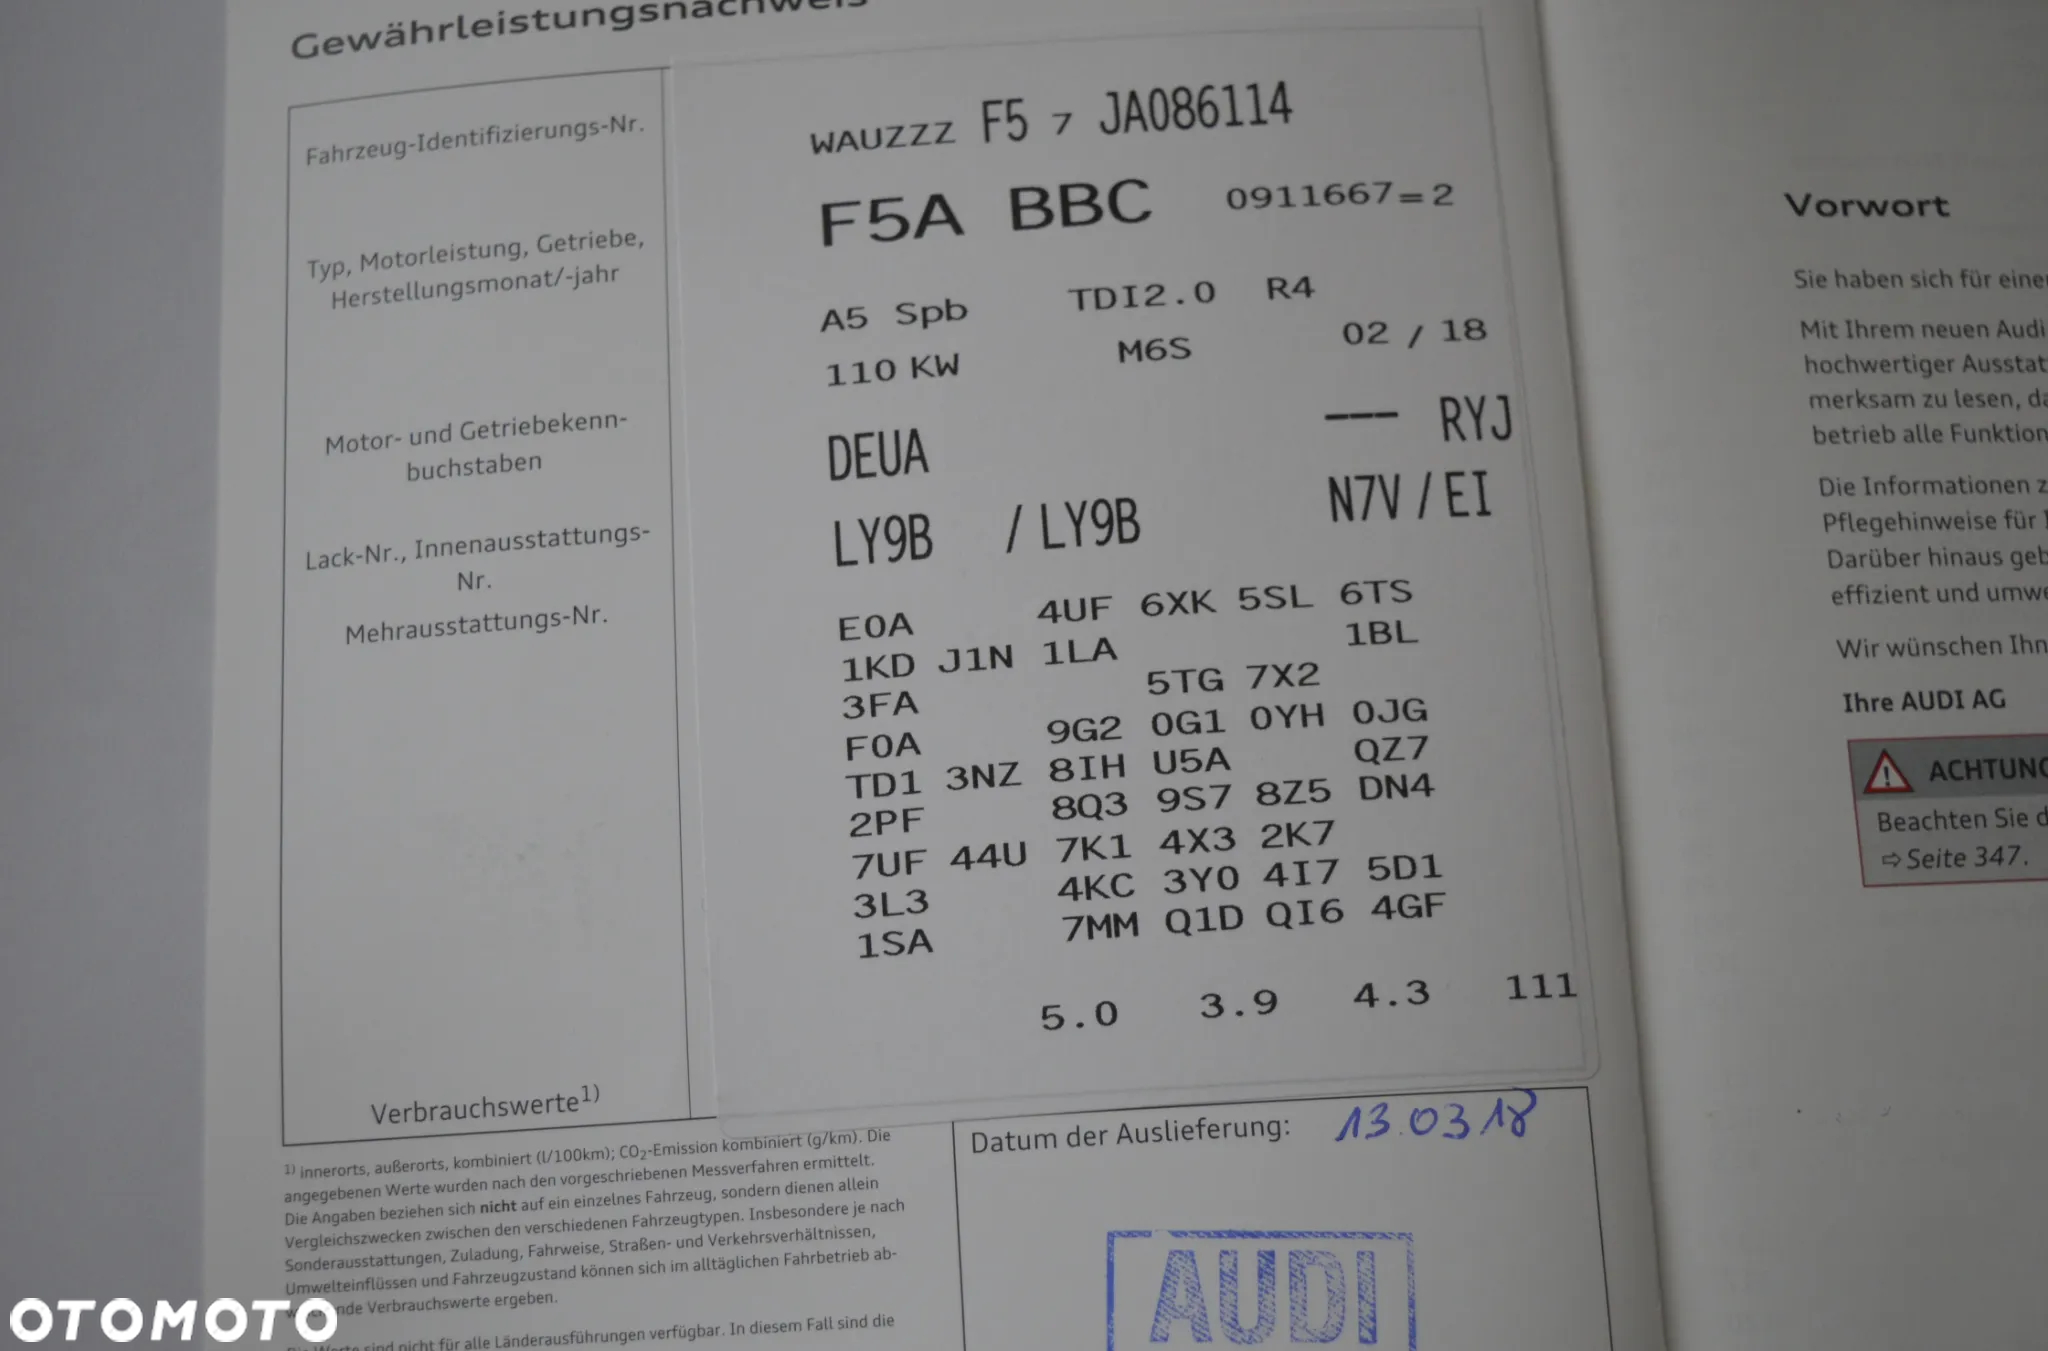 Gewährleistungsnachweis
Fahrzeug-Identifizierungs-Nr.
WAUZZZ F5 7 JA086114
F5A BBC 0911667=2
Typ, Motorleistung, Getriebe,
Herstellungsmonat/-jahr
A5 Spb TDI2.0 R4
110 KW M6S 02 / 18
Motor- und Getriebekenn-
buchstaben
DEUA --- RYJ
Lack-Nr., Innenausstattungs-
Nr.
LY9B / LY9B N7V / EI
Mehrausstattungs-Nr.
E0A 4UF 6XK 5SL 6TS
1KD J1N 1LA 1BL
3FA 5TG 7X2
F0A 9G2 0G1 0YH 0JG
TD1 3NZ 8IH U5A QZ7
2PF 8Q3 9S7 8Z5 DN4
7UF 44U 7K1 4X3 2K7
3L3 4KC 3Y0 4I7 5D1
1SA 7MM Q1D QI6 4GF
5.0 3.9 4.3 111
Verbrauchswerte1)
1) innerorts, außerorts, kombiniert (l/100km); CO2-Emission kombiniert (g/km). Die
angegebenen Werte wurden nach den vorgeschriebenen Messverfahren ermittelt.
Die Angaben beziehen sich nicht auf ein einzelnes Fahrzeug, sondern dienen allein
Vergleichszwecken zwischen den verschiedenen Fahrzeugtypen. Insbesondere je nach
Sonderausstattungen, Zuladung, Fahrweise, Straßen- und Verkehrsverhältnissen,
Umwelteinflüssen und Fahrzeugzustand können sich im alltäglichen Fahrbetrieb ab-
Verbrauchswerte ergeben.
Werte sind nicht für alle Länderausführungen verfügbar. In diesem Fall sind die
Datum der Auslieferung: 13.03.18
AUDI
Vorwort
Sie haben sich für
Mit Ihrem neuen Audi
hochwertiger
merksam zu lesen,
betrieb alle
Die Informationen
Pflegehinweise für
Darüber hinaus
effizient und
Wir wünschen
Ihre AUDI AG
ACHTUNG
Beachten Sie
⇨ Seite 347.
OTOMOTO